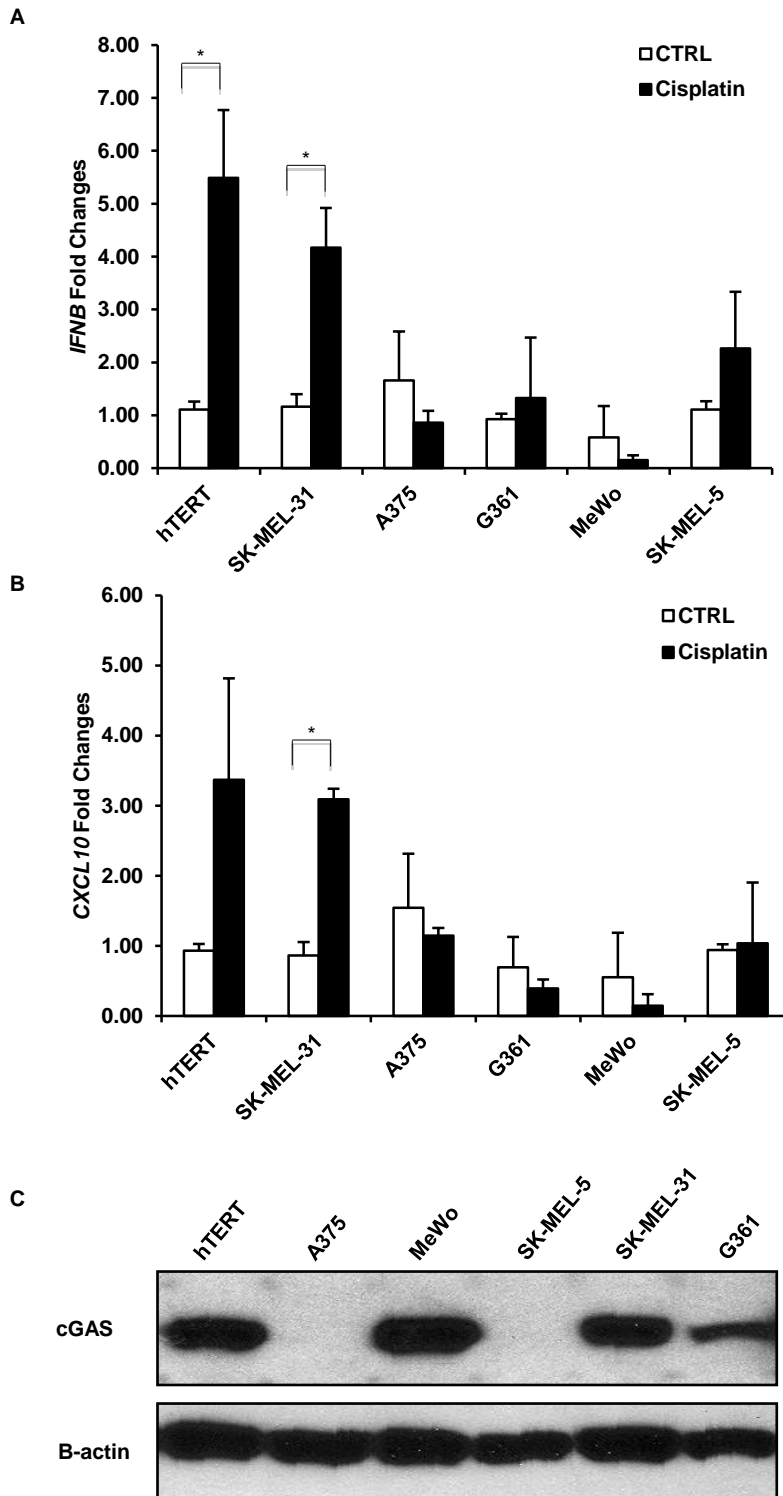 A
8.00
7.00
6.00
5.00
4.00
3.00
2.00
1.00
0.00
IFNB Fold Changes
*
*
CTRL
Cisplatin
hTERT
SK-MEL-31
A375
G361
MeWo
SK-MEL-5
B
6.00
5.00
4.00
3.00
2.00
1.00
0.00
CXCL10 Fold Changes
*
CTRL
Cisplatin
hTERT
SK-MEL-31
A375
G361
MeWo
SK-MEL-5
C
hTERT
A375
MeWo
SK-MEL-5
SK-MEL-31
G361
cGAS
B-actin